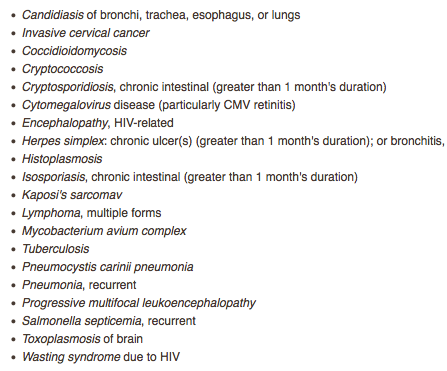 • Candidiasis of bronchi, trachea, esophagus, or lungs
• Invasive cervical cancer
• Coccidioidomycosis
• Cryptococcosis
• Cryptosporidiosis, chronic intestinal (greater than 1 month's duration)
• Cytomegalovirus disease (particularly CMV retinitis)
• Encephalopathy, HIV-related
• Herpes simplex: chronic ulcer(s) (greater than 1 month's duration); or bronchitis,
• Histoplasmosis
• Isosporiasis, chronic intestinal (greater than 1 month's duration)
• Kaposi's sarcomav
• Lymphoma, multiple forms
• Mycobacterium avium complex
• Tuberculosis
• Pneumocystis carinii pneumonia
• Pneumonia, recurrent
• Progressive multifocal leukoencephalopathy
• Salmonella septicemia, recurrent
• Toxoplasmosis of brain
• Wasting syndrome due to HIV